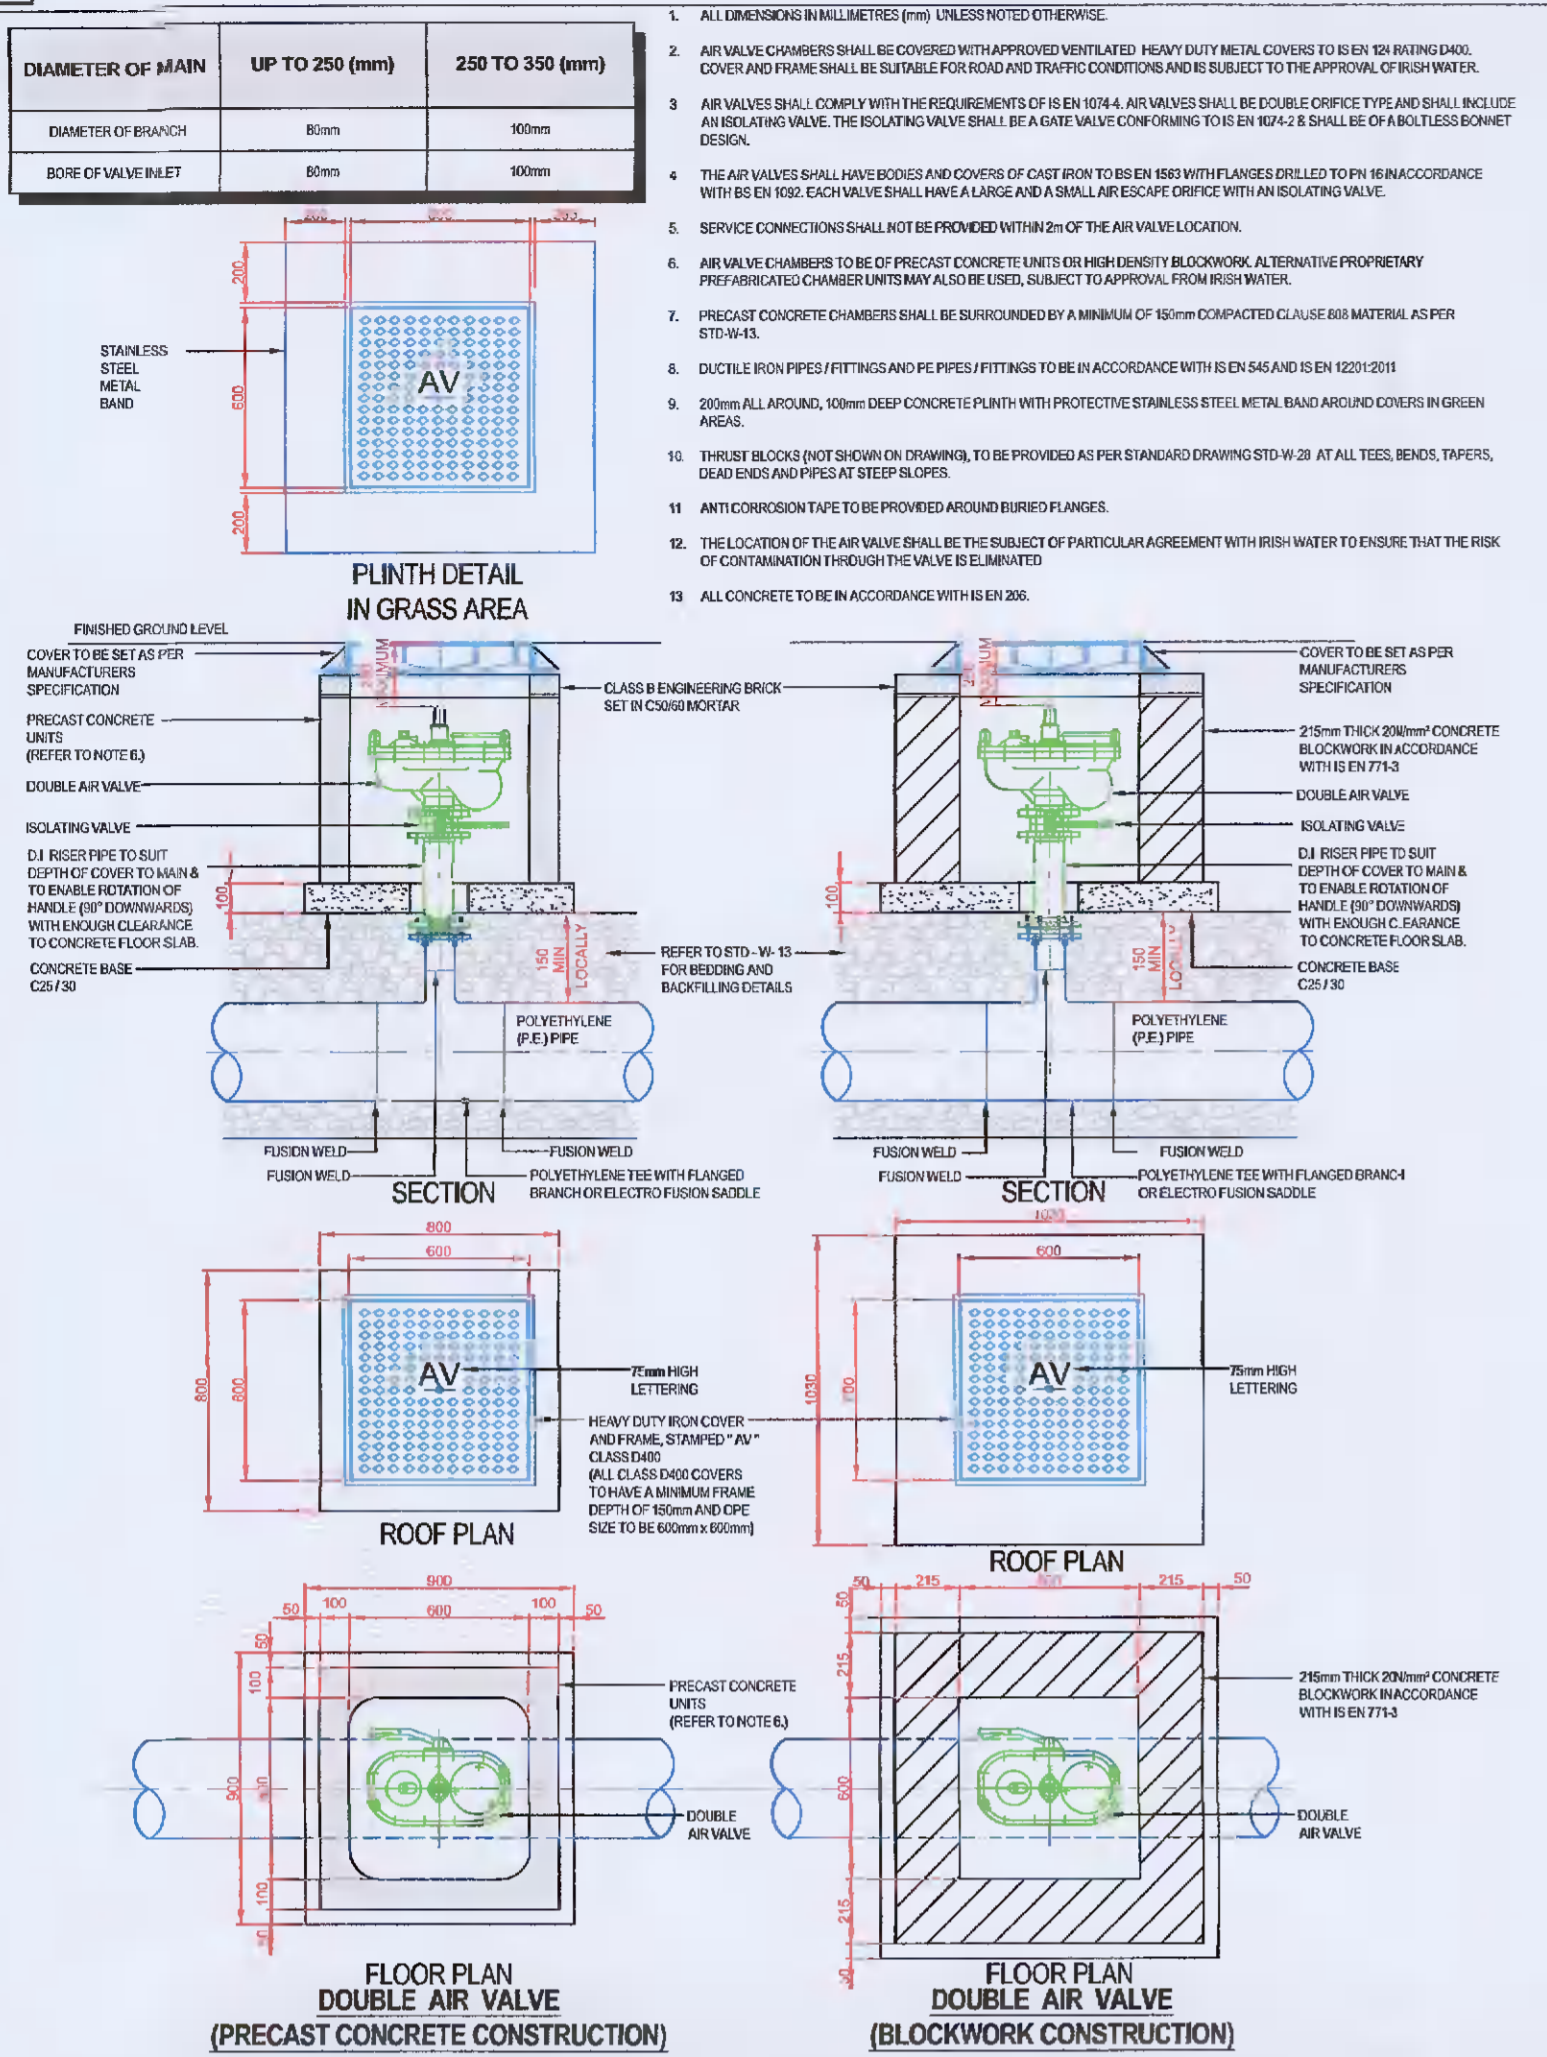 DIAMETER OF MAIN UP TO 250 (mm) 250 TO 350 (mm)
DIAMETER OF BRANCH 80mm 100mm
BORE OF VALVE INLET 80mm 100mm
1. ALL DIMENSIONS IN MILLIMETRES (mm) UNLESS NOTED OTHERWISE.
2. AIR VALVE CHAMBERS SHALL BE COVERED WITH APPROVED VENTILATED HEAVY DUTY METAL COVERS TO IS EN 124 RATING D400.
COVER AND FRAME SHALL BE SUITABLE FOR ROAD AND TRAFFIC CONDITIONS AND IS SUBJECT TO THE APPROVAL OF IRISH WATER.
3 AIR VALVES SHALL COMPLY WITH THE REQUIREMENTS OF IS EN 1074-4. AIR VALVES SHALL BE DOUBLE ORIFICE TYPE AND SHALL INCLUDE
AN ISOLATING VALVE. THE ISOLATING VALVE SHALL BE A GATE VALVE CONFORMING TO IS EN 1074-2 & SHALL BE OF A BOLTLESS BONNET
DESIGN.
4 THE AIR VALVES SHALL HAVE BODIES AND COVERS OF CAST IRON TO BS EN 1563 WITH FLANGES DRILLED TO PN 16 IN ACCORDANCE
WITH BS EN 1092. EACH VALVE SHALL HAVE A LARGE AND A SMALL AIR ESCAPE ORIFICE WITH AN ISOLATING VALVE.
5. SERVICE CONNECTIONS SHALL NOT BE PROVIDED WITHIN 2m OF THE AIR VALVE LOCATION.
6. AIR VALVE CHAMBERS TO BE OF PRECAST CONCRETE UNITS OR HIGH DENSITY BLOCKWORK. ALTERNATIVE PROPRIETARY
PREFABRICATED CHAMBER UNITS MAY ALSO BE USED, SUBJECT TO APPROVAL FROM IRISH WATER.
7. PRECAST CONCRETE CHAMBERS SHALL BE SURROUNDED BY A MINIMUM OF 150mm COMPACTED CLAUSE 808 MATERIAL AS PER
STD-W-13.
8. DUCTILE IRON PIPES / FITTINGS AND PE PIPES / FITTINGS TO BE IN ACCORDANCE WITH IS EN 545 AND IS EN 12201:2011
9. 200mm ALL AROUND, 100mm DEEP CONCRETE PLINTH WITH PROTECTIVE STAINLESS STEEL METAL BAND AROUND COVERS IN GREEN
AREAS.
10. THRUST BLOCKS (NOT SHOWN ON DRAWING), TO BE PROVIDED AS PER STANDARD DRAWING STD-W-28 AT ALL TEES, BENDS, TAPERS,
DEAD ENDS AND PIPES AT STEEP SLOPES.
11 ANTI CORROSION TAPE TO BE PROVIDED AROUND BURIED FLANGES.
12. THE LOCATION OF THE AIR VALVE SHALL BE THE SUBJECT OF PARTICULAR AGREEMENT WITH IRISH WATER TO ENSURE THAT THE RISK
OF CONTAMINATION THROUGH THE VALVE IS ELIMINATED
13 ALL CONCRETE TO BE IN ACCORDANCE WITH IS EN 206.
200
600
200
STAINLESS
STEEL
METAL
BAND
AV
PLINTH DETAIL
IN GRASS AREA
FINISHED GROUND LEVEL
COVER TO BE SET AS PER
MANUFACTURERS
SPECIFICATION
PRECAST CONCRETE
UNITS
(REFER TO NOTE 6.)
DOUBLE AIR VALVE
ISOLATING VALVE
D.I RISER PIPE TO SUIT
DEPTH OF COVER TO MAIN &
TO ENABLE ROTATION OF
HANDLE (90° DOWNWARDS)
WITH ENOUGH CLEARANCE
TO CONCRETE FLOOR SLAB.
CONCRETE BASE
C25 / 30
MAXIMUM
100
150
MIN
LOCALLY
POLYETHYLENE
(P.E.) PIPE
FUSION WELD
FUSION WELD
FUSION WELD
POLYETHYLENE TEE WITH FLANGED
BRANCH OR ELECTRO FUSION SADDLE
SECTION
CLASS B ENGINEERING BRICK
SET IN C50/60 MORTAR
REFER TO STD - W- 13
FOR BEDDING AND
BACKFILLING DETAILS
MAXIMUM
COVER TO BE SET AS PER
MANUFACTURERS
SPECIFICATION
215mm THICK 20N/mm² CONCRETE
BLOCKWORK IN ACCORDANCE
WITH IS EN 771-3
DOUBLE AIR VALVE
ISOLATING VALVE
D.I RISER PIPE TO SUIT
DEPTH OF COVER TO MAIN &
TO ENABLE ROTATION OF
HANDLE (90° DOWNWARDS)
WITH ENOUGH CLEARANCE
TO CONCRETE FLOOR SLAB.
CONCRETE BASE
C25 / 30
100
150
MIN
LOCALLY
POLYETHYLENE
(P.E.) PIPE
FUSION WELD
FUSION WELD
FUSION WELD
POLYETHYLENE TEE WITH FLANGED BRANCH
OR ELECTRO FUSION SADDLE
SECTION
800
600
800
600
AV
75mm HIGH
LETTERING
HEAVY DUTY IRON COVER
AND FRAME, STAMPED " AV "
CLASS D400
(ALL CLASS D400 COVERS
TO HAVE A MINIMUM FRAME
DEPTH OF 150mm AND OPE
SIZE TO BE 600mm x 600mm)
ROOF PLAN
600
1030
AV
75mm HIGH
LETTERING
ROOF PLAN
900
50 100 600 100 50
50
100
900
100
50
PRECAST CONCRETE
UNITS
(REFER TO NOTE 6.)
DOUBLE
AIR VALVE
FLOOR PLAN
DOUBLE AIR VALVE
(PRECAST CONCRETE CONSTRUCTION)
50 215 215 50
50
215
600
215
50
215mm THICK 20N/mm² CONCRETE
BLOCKWORK IN ACCORDANCE
WITH IS EN 771-3
DOUBLE
AIR VALVE
FLOOR PLAN
DOUBLE AIR VALVE
(BLOCKWORK CONSTRUCTION)